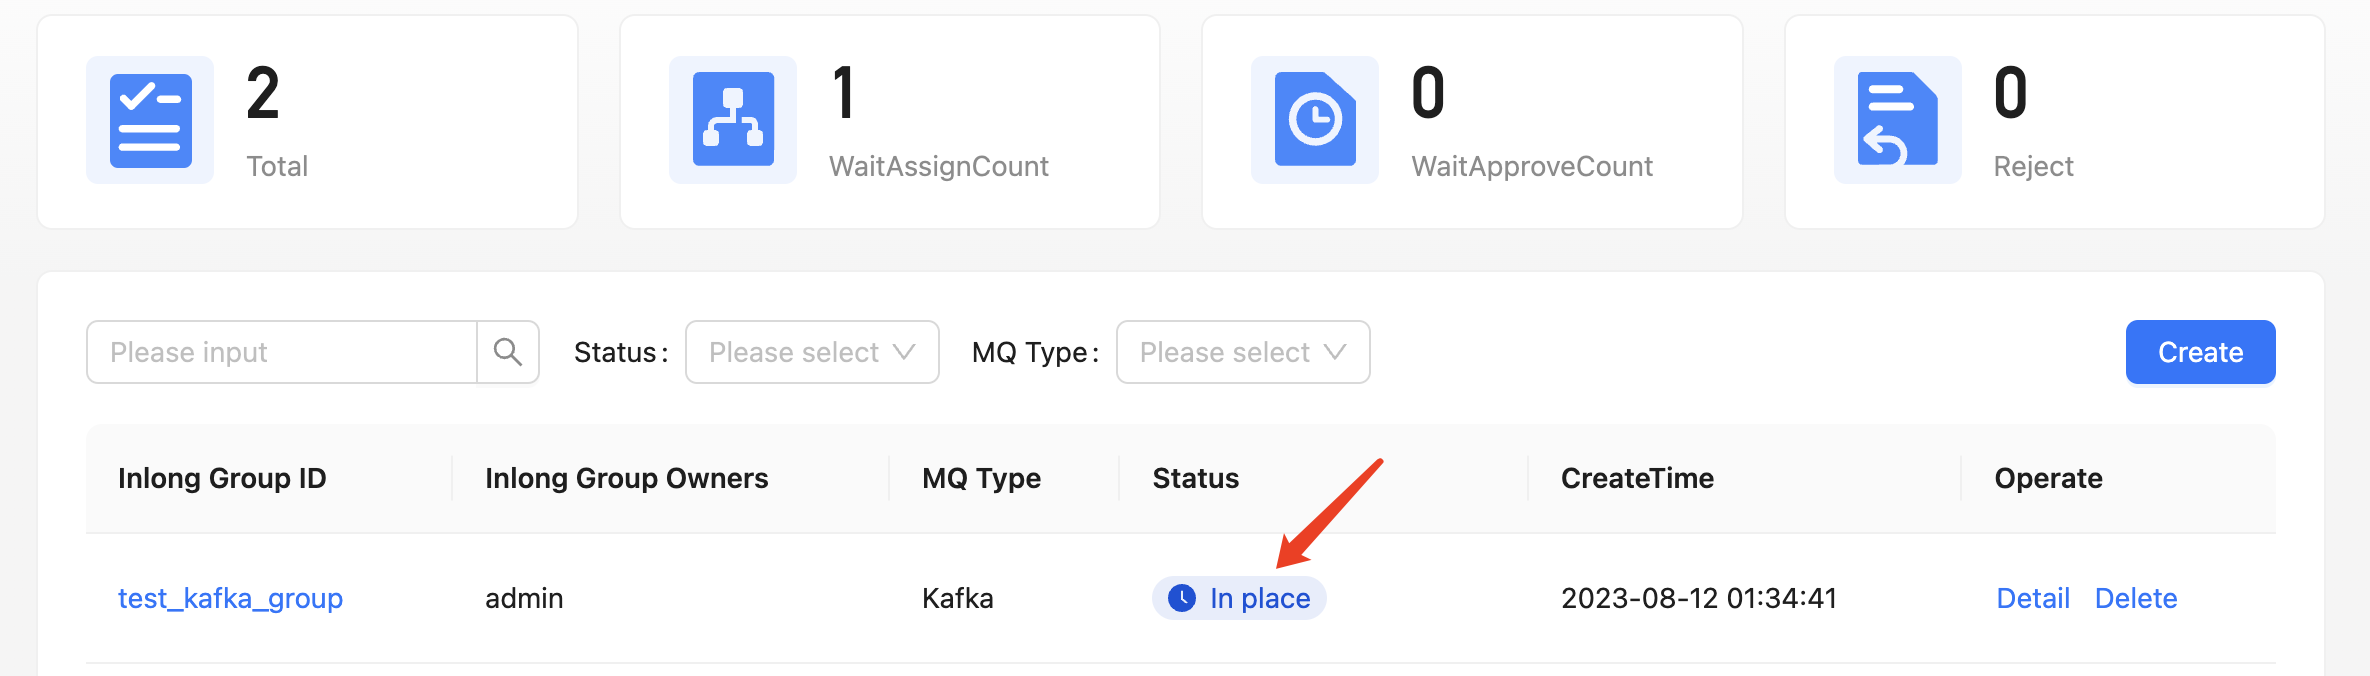 2
Total
1
WaitAssignCount
0
WaitApproveCount
0
Reject
Please input Status : Please select MQ Type : Please select Create
Inlong Group ID Inlong Group Owners MQ Type Status CreateTime Operate
test_kafka_group admin Kafka In place 2023-08-12 01:34:41 Detail Delete